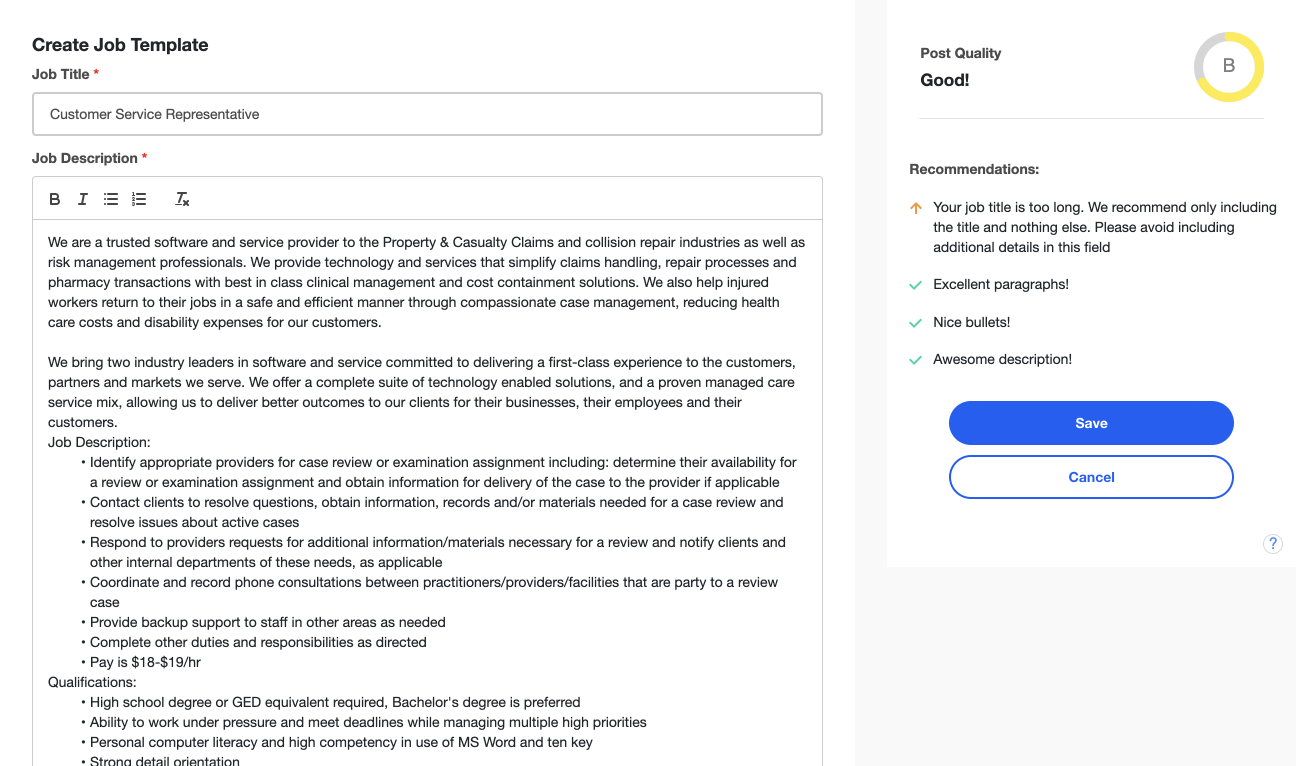 Create Job Template
Job Title *
Customer Service Representative
Job Description *
We are a trusted software and service provider to the Property & Casualty Claims and collision repair industries as well as
risk management professionals. We provide technology and services that simplify claims handling, repair processes and
pharmacy transactions with best in class clinical management and cost containment solutions. We also help injured
workers return to their jobs in a safe and efficient manner through compassionate case management, reducing health
care costs and disability expenses for our customers.
We bring two industry leaders in software and service committed to delivering a first-class experience to the customers,
partners and markets we serve. We offer a complete suite of technology enabled solutions, and a proven managed care
service mix, allowing us to deliver better outcomes to our clients for their businesses, their employees and their
customers.
Job Description:
• Identify appropriate providers for case review or examination assignment including: determine their availability for
a review or examination assignment and obtain information for delivery of the case to the provider if applicable
• Contact clients to resolve questions, obtain information, records and/or materials needed for a case review and
resolve issues about active cases
• Respond to providers requests for additional information/materials necessary for a review and notify clients and
other internal departments of these needs, as applicable
• Coordinate and record phone consultations between practitioners/providers/facilities that are party to a review
case
• Provide backup support to staff in other areas as needed
• Complete other duties and responsibilities as directed
• Pay is $18-$19/hr
Qualifications:
• High school degree or GED equivalent required, Bachelor's degree is preferred
• Ability to work under pressure and meet deadlines while managing multiple high priorities
• Personal computer literacy and high competency in use of MS Word and ten key
• Strong detail orientation
Post Quality
Good!
B
Recommendations:
Your job title is too long. We recommend only including
the title and nothing else. Please avoid including
additional details in this field
Excellent paragraphs!
Nice bullets!
Awesome description!
Save
Cancel
?